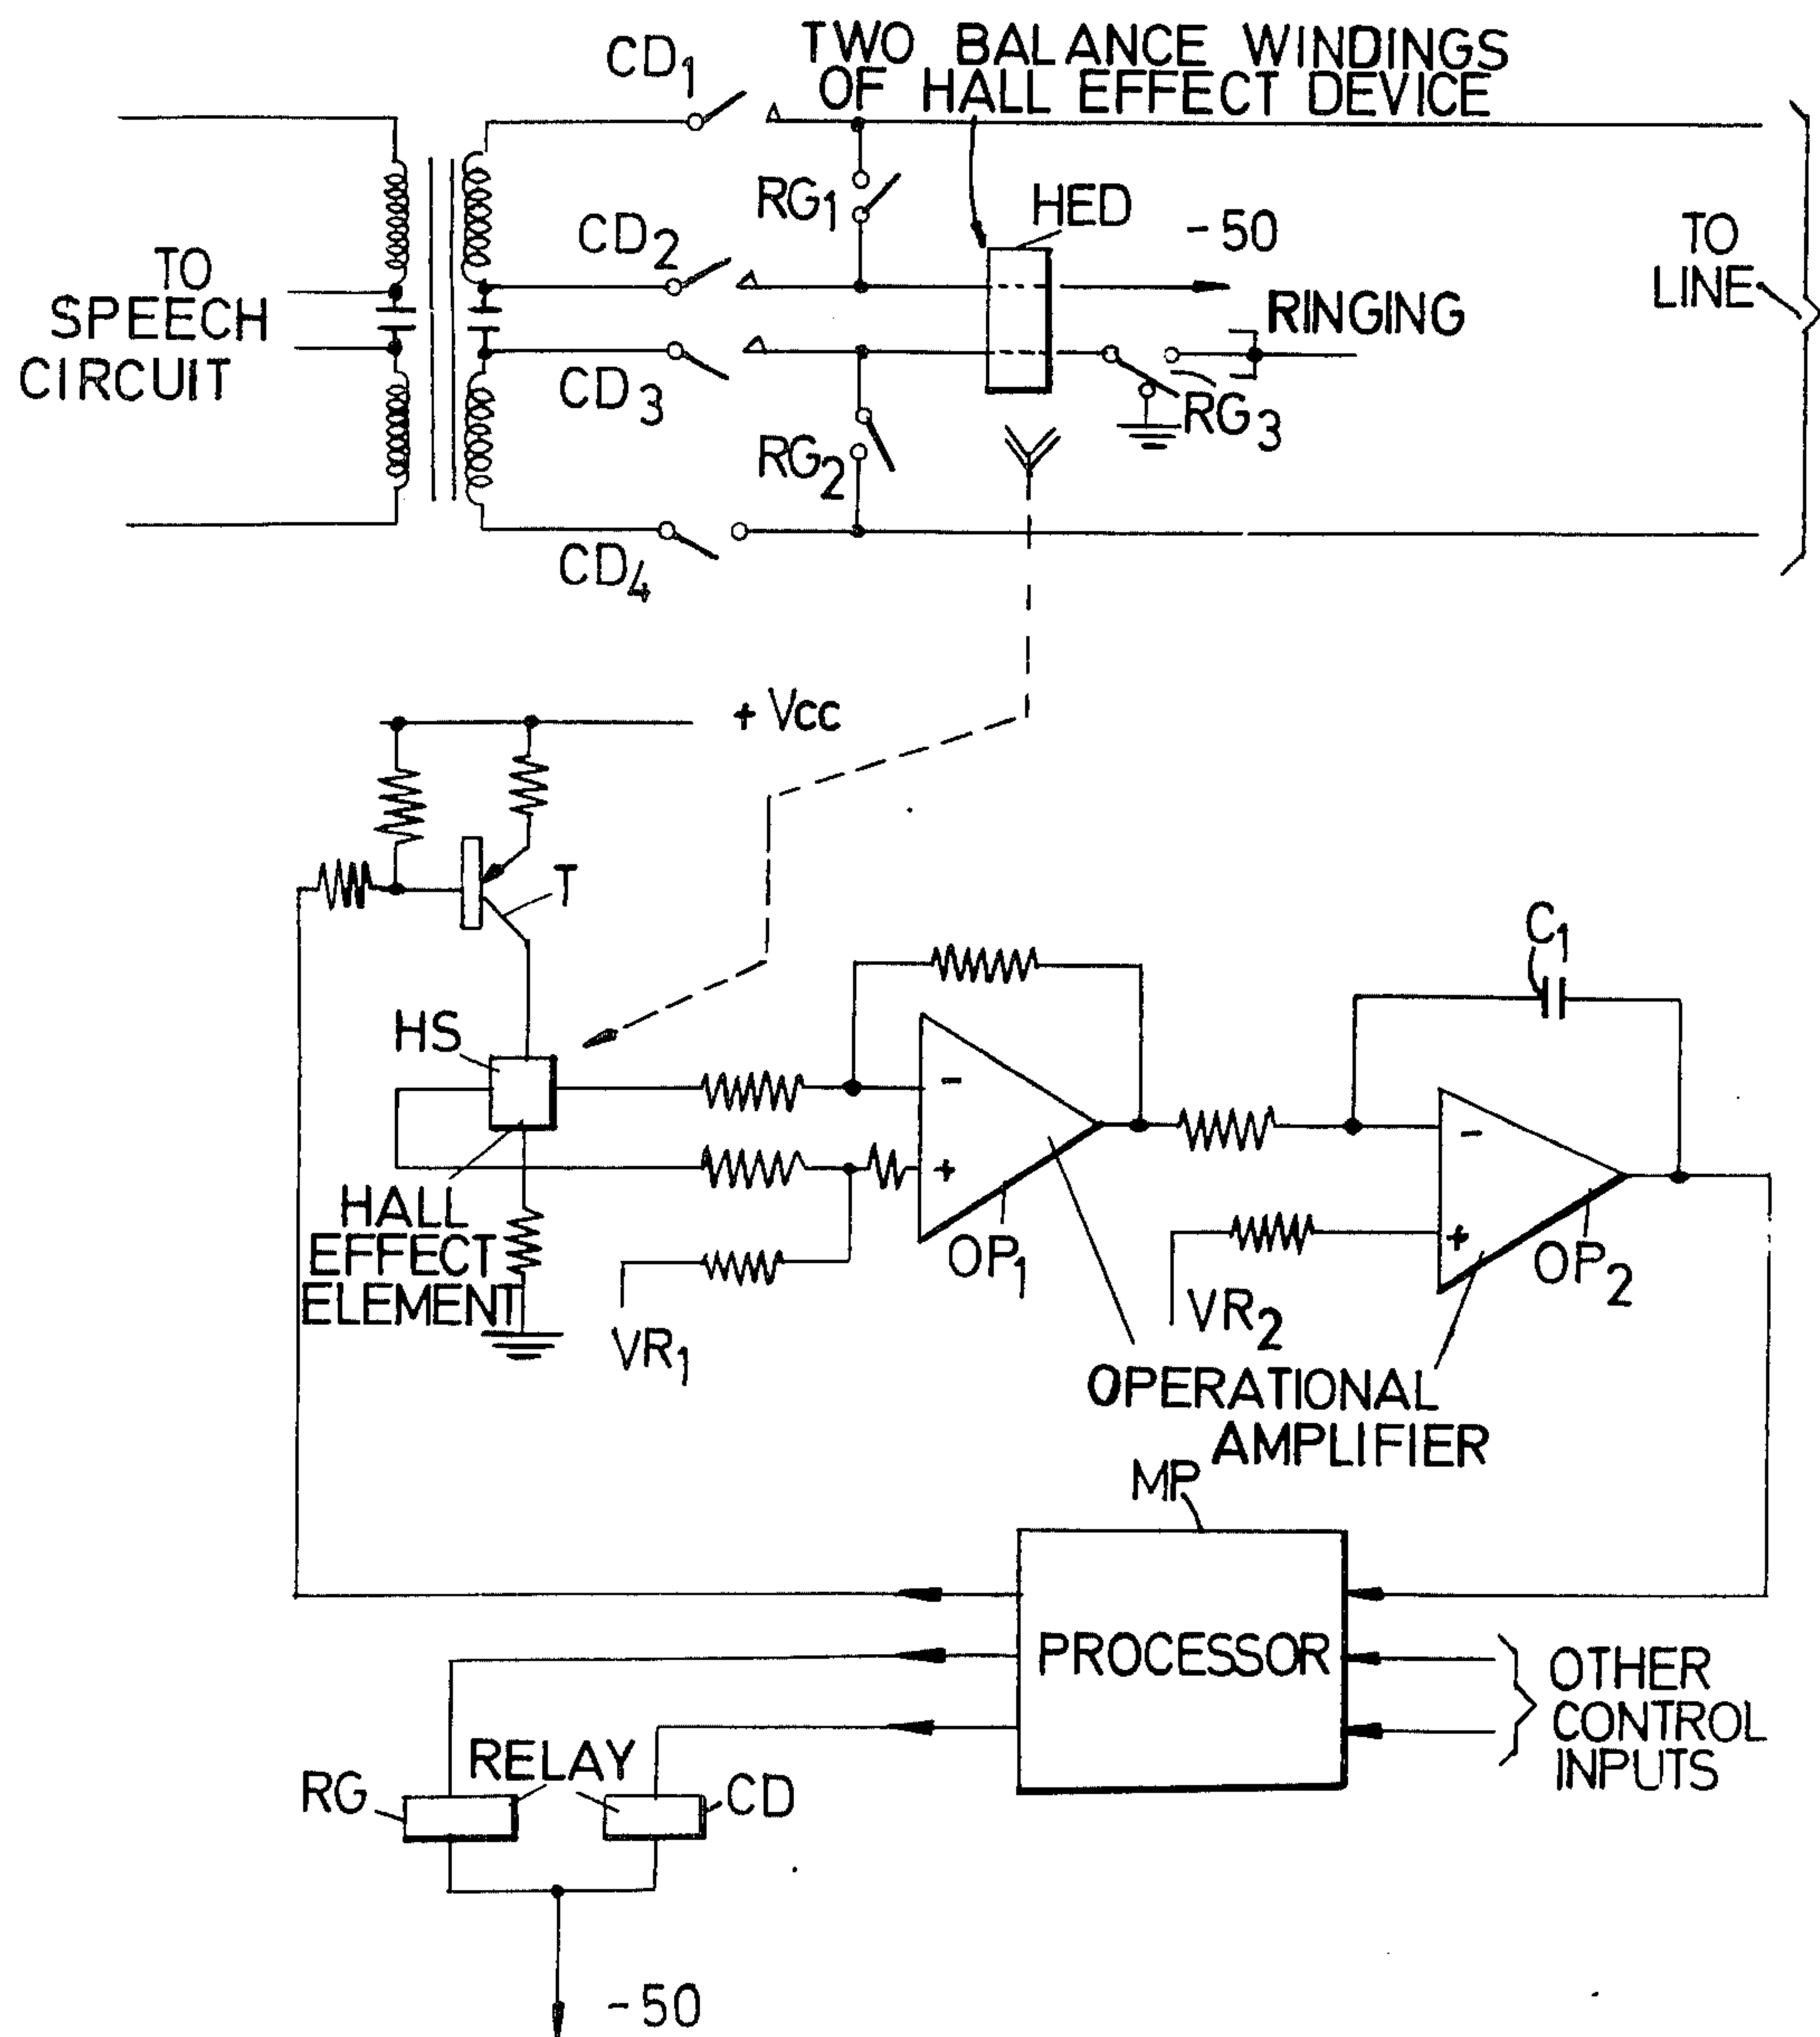 TWO BALANCE WINDINGS
OF HALL EFFECT DEVICE
CD1
RG1
HED
CD2
-50
TO
SPEECH
CIRCUIT
TO
LINE
RINGING
CD3
RG3
RG2
CD4
+ Vcc
T
C1
HS
-
+
-
+
HALL
EFFECT
ELEMENT
OP1
OP2
VR1
VR2
OPERATIONAL
AMPLIFIER
MP
PROCESSOR
OTHER
CONTROL
INPUTS
RELAY
RG
CD
-50